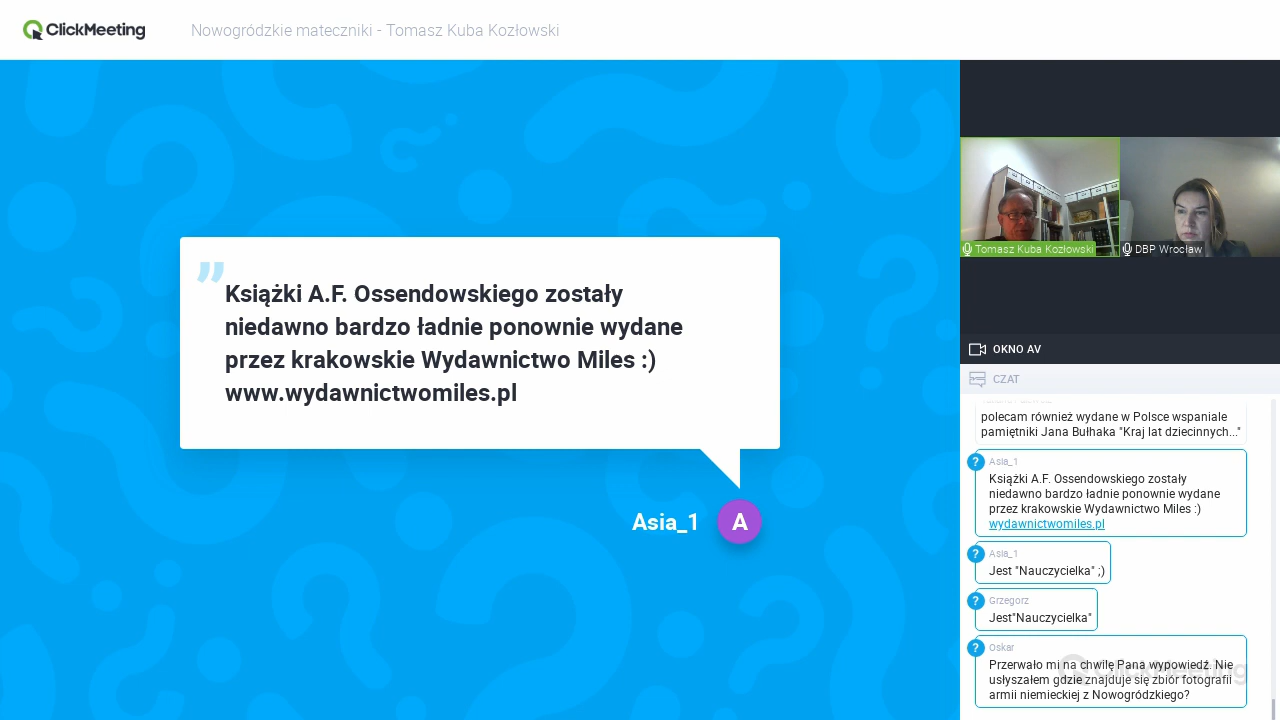 ClickMeeting
Nowogródzkie mateczniki - Tomasz Kuba Kozłowski
Książki A.F. Ossendowskiego zostały
niedawno bardzo ładnie ponownie wydane
przez krakowskie Wydawnictwo Miles :)
www.wydawnictwomiles.pl
Asia_1
A
Tomasz Kuba Kozłowski
DBP Wrocław
OKNO AV
CZAT
polecam również wydane w Polsce wspaniale
pamiętniki Jana Bułhaka "Kraj lat dziecinnych..."
?
Asia_1
Książki A.F. Ossendowskiego zostały
niedawno bardzo ładnie ponownie wydane
przez krakowskie Wydawnictwo Miles :)
wydawnictwomiles.pl
?
Asia_1
Jest "Nauczycielka" ;)
?
Grzegorz
Jest"Nauczycielka"
?
Oskar
Przerwało mi na chwilę Pana wypowiedź. Nie
usłyszałem gdzie znajduje się zbiór fotografii
armii niemieckiej z Nowogródzkiego?
ClickMeeting